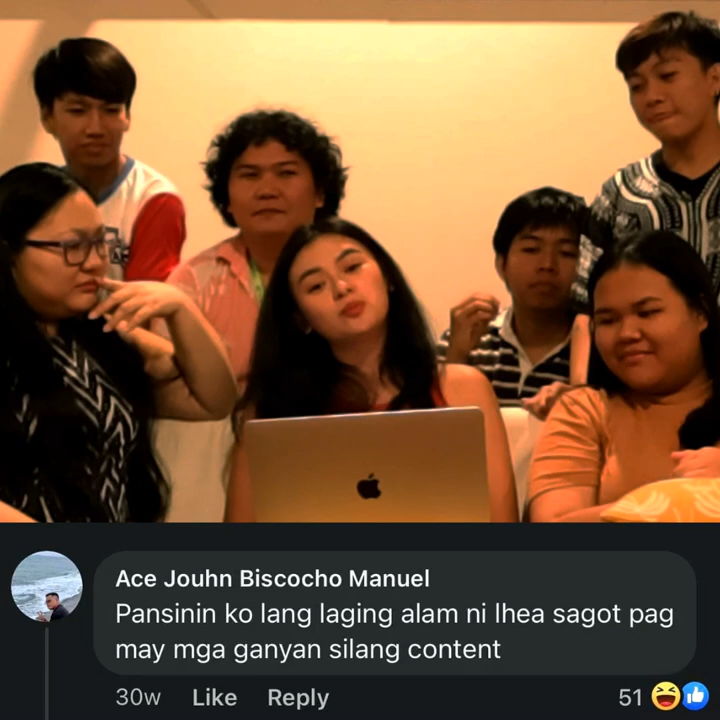 Ace Jouhn Biscocho Manuel
Pansinin ko lang laging alam ni lhea sagot pag
may mga ganyan silang content
30w Like Reply 51